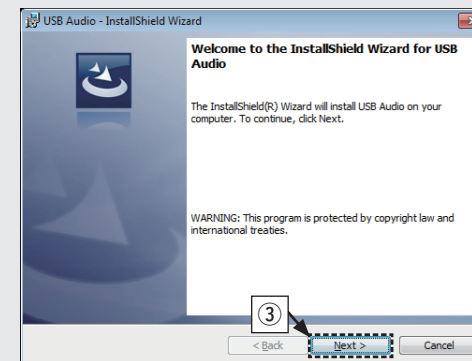 USB Audio - InstallShield Wizard
Welcome to the InstallShield Wizard for USB
Audio
The InstallShield(R) Wizard will install USB Audio on your
computer. To continue, click Next.
WARNING: This program is protected by copyright law and
international treaties.
③
< Back
Next >
Cancel